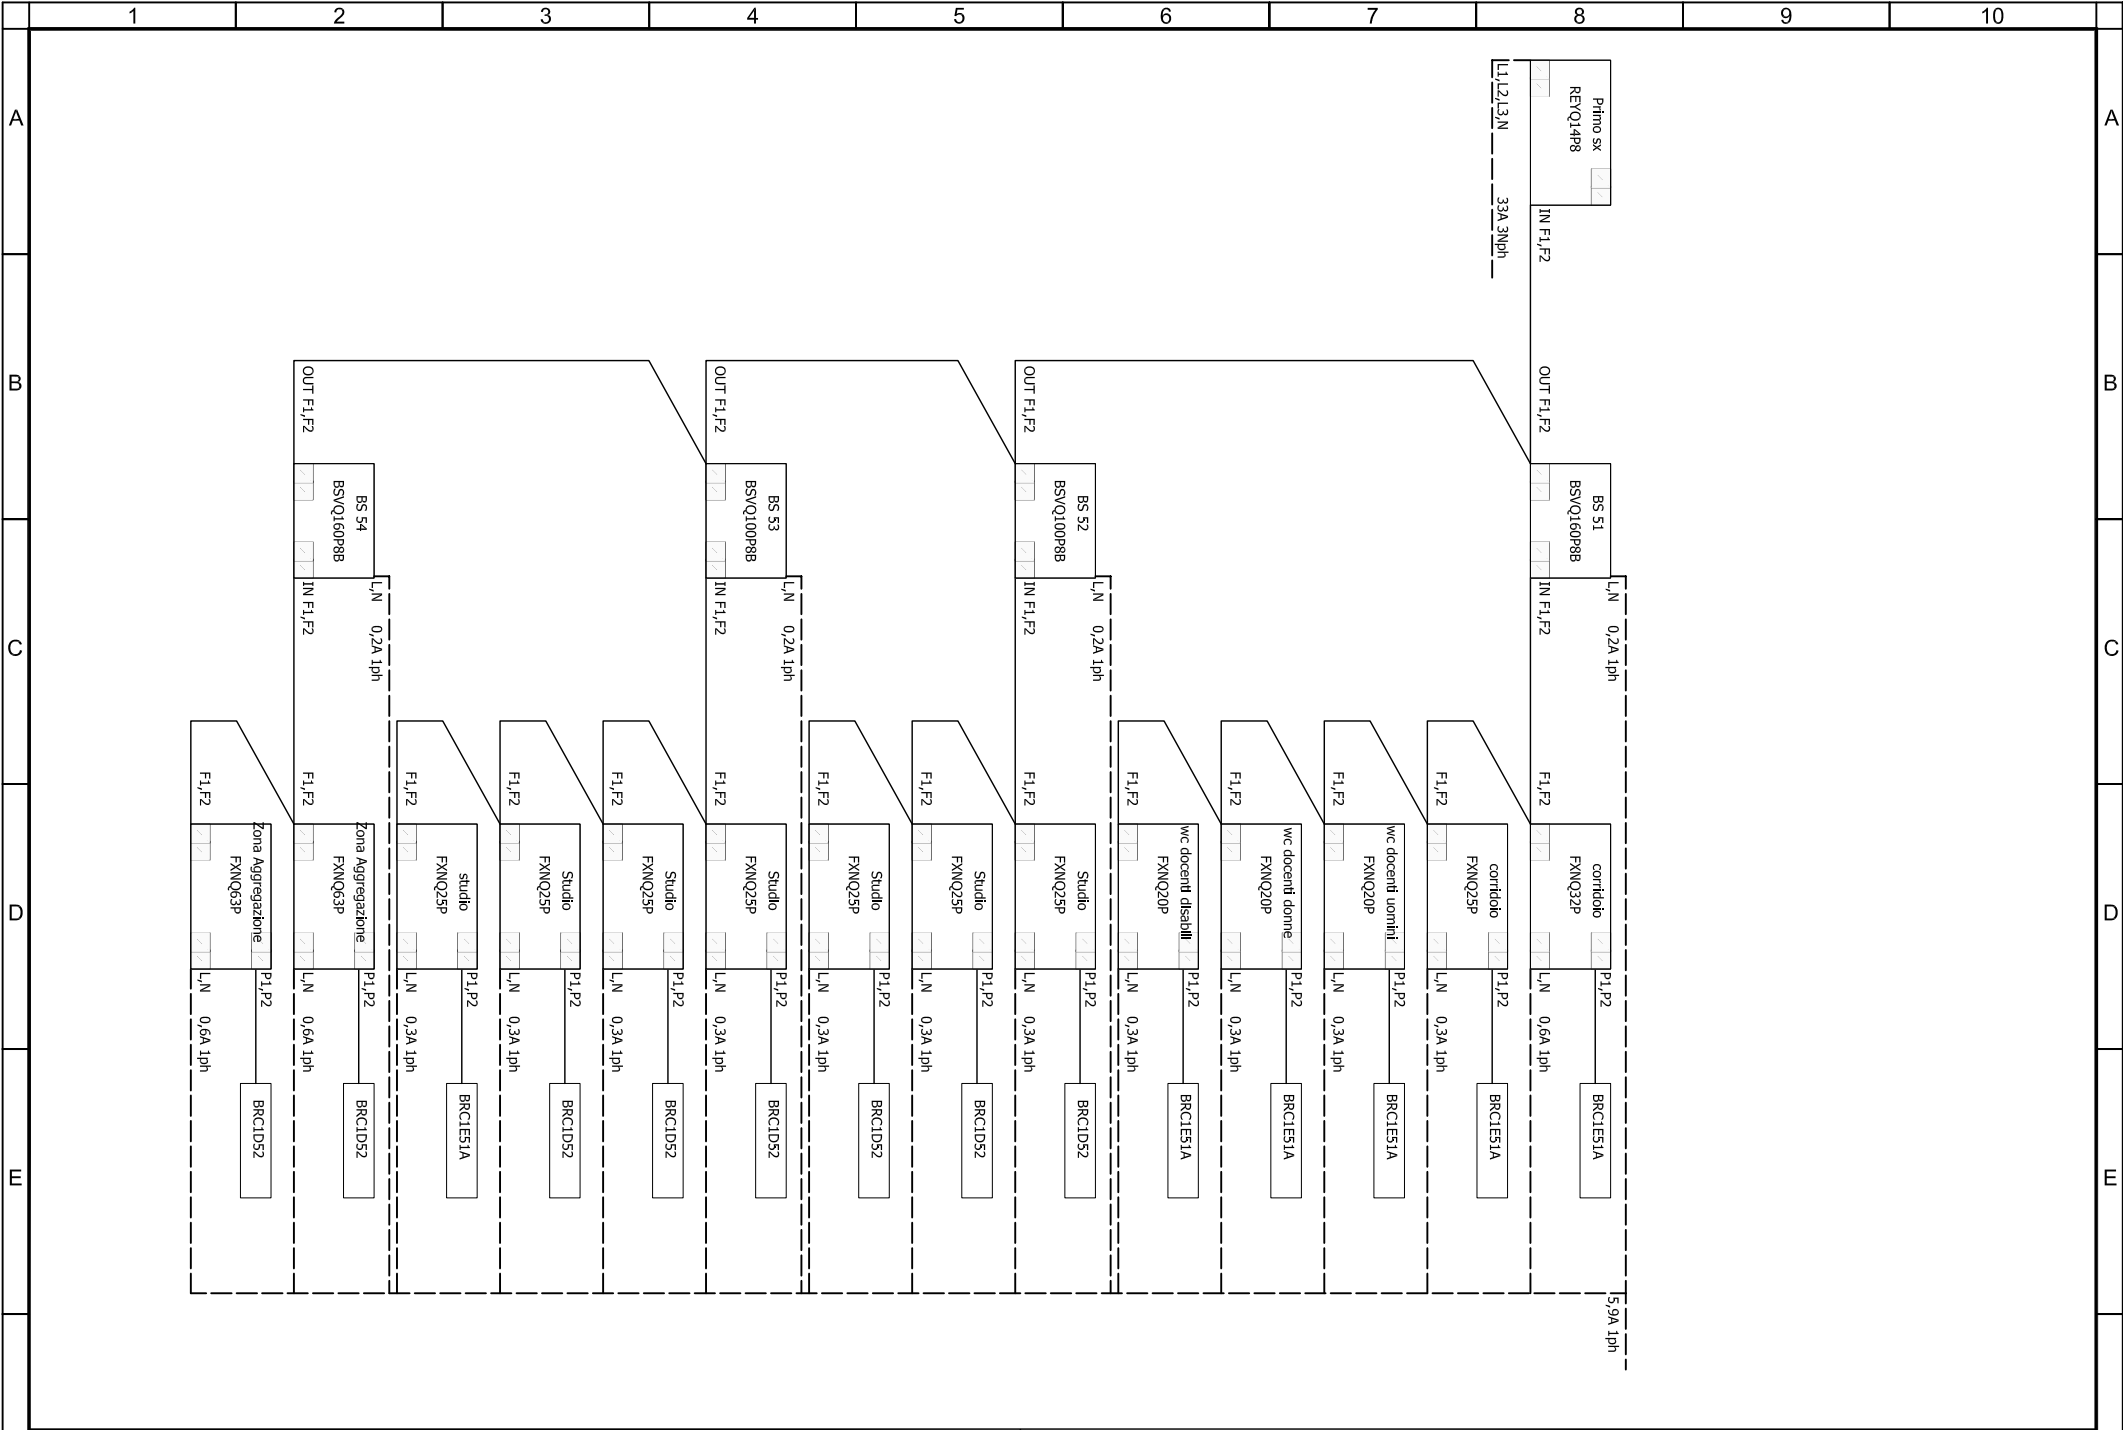 1 2 3 4 5 6 7 8 9 10
A A
B B
C C
D D
E E
Primo sx
REYQ14P8
L1,L2,L3,N 33A 3Nph
IN F1,F2
OUT F1,F2
OUT F1,F2
OUT F1,F2
OUT F1,F2
BS 54
BSVQ160P8B
BS 53
BSVQ100P8B
BS 52
BSVQ100P8B
BS 51
BSVQ160P8B
IN F1,F2
L,N 0,2A 1ph
IN F1,F2
L,N 0,2A 1ph
IN F1,F2
L,N 0,2A 1ph
IN F1,F2
L,N 0,2A 1ph
F1,F2
F1,F2
F1,F2
F1,F2
F1,F2
F1,F2
F1,F2
F1,F2
F1,F2
F1,F2
F1,F2
F1,F2
F1,F2
F1,F2
Zona Aggregazione
FXNQ63P
Zona Aggregazione
FXNQ63P
studio
FXNQ25P
Studio
FXNQ25P
Studio
FXNQ25P
Studio
FXNQ25P
Studio
FXNQ25P
Studio
FXNQ25P
Studio
FXNQ25P
wc docenti disabili
FXNQ20P
wc docenti donne
FXNQ20P
wc docenti uomini
FXNQ20P
corridoio
FXNQ25P
corridoio
FXNQ32P
L,N 0,6A 1ph
P1,P2
L,N 0,6A 1ph
P1,P2
L,N 0,3A 1ph
P1,P2
L,N 0,3A 1ph
P1,P2
L,N 0,3A 1ph
P1,P2
L,N 0,3A 1ph
P1,P2
L,N 0,3A 1ph
P1,P2
L,N 0,3A 1ph
P1,P2
L,N 0,3A 1ph
P1,P2
L,N 0,3A 1ph
P1,P2
L,N 0,3A 1ph
P1,P2
L,N 0,3A 1ph
P1,P2
L,N 0,3A 1ph
P1,P2
L,N 0,6A 1ph
P1,P2
BRC1D52
BRC1D52
BRC1E51A
BRC1D52
BRC1D52
BRC1D52
BRC1D52
BRC1D52
BRC1D52
BRC1E51A
BRC1E51A
BRC1E51A
BRC1E51A
BRC1E51A
5,9A 1ph